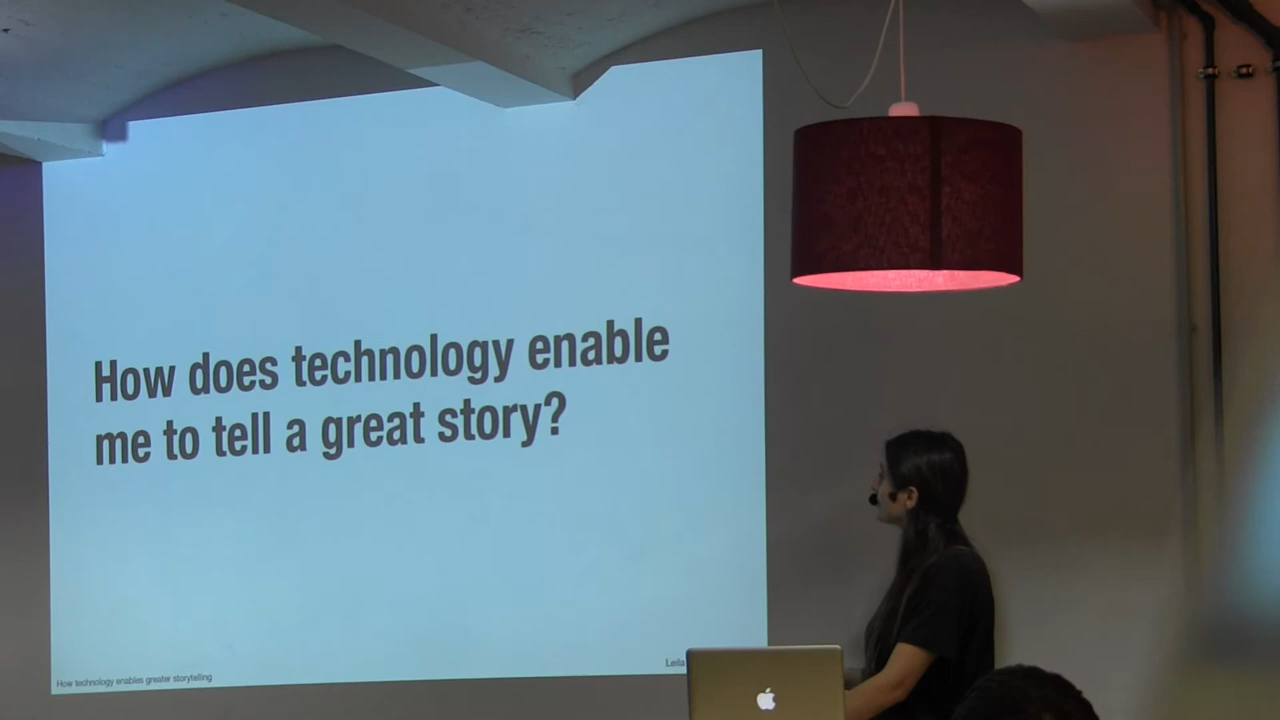 How does technology enable
me to tell a great story?
How technology enables greater storytelling
Leila